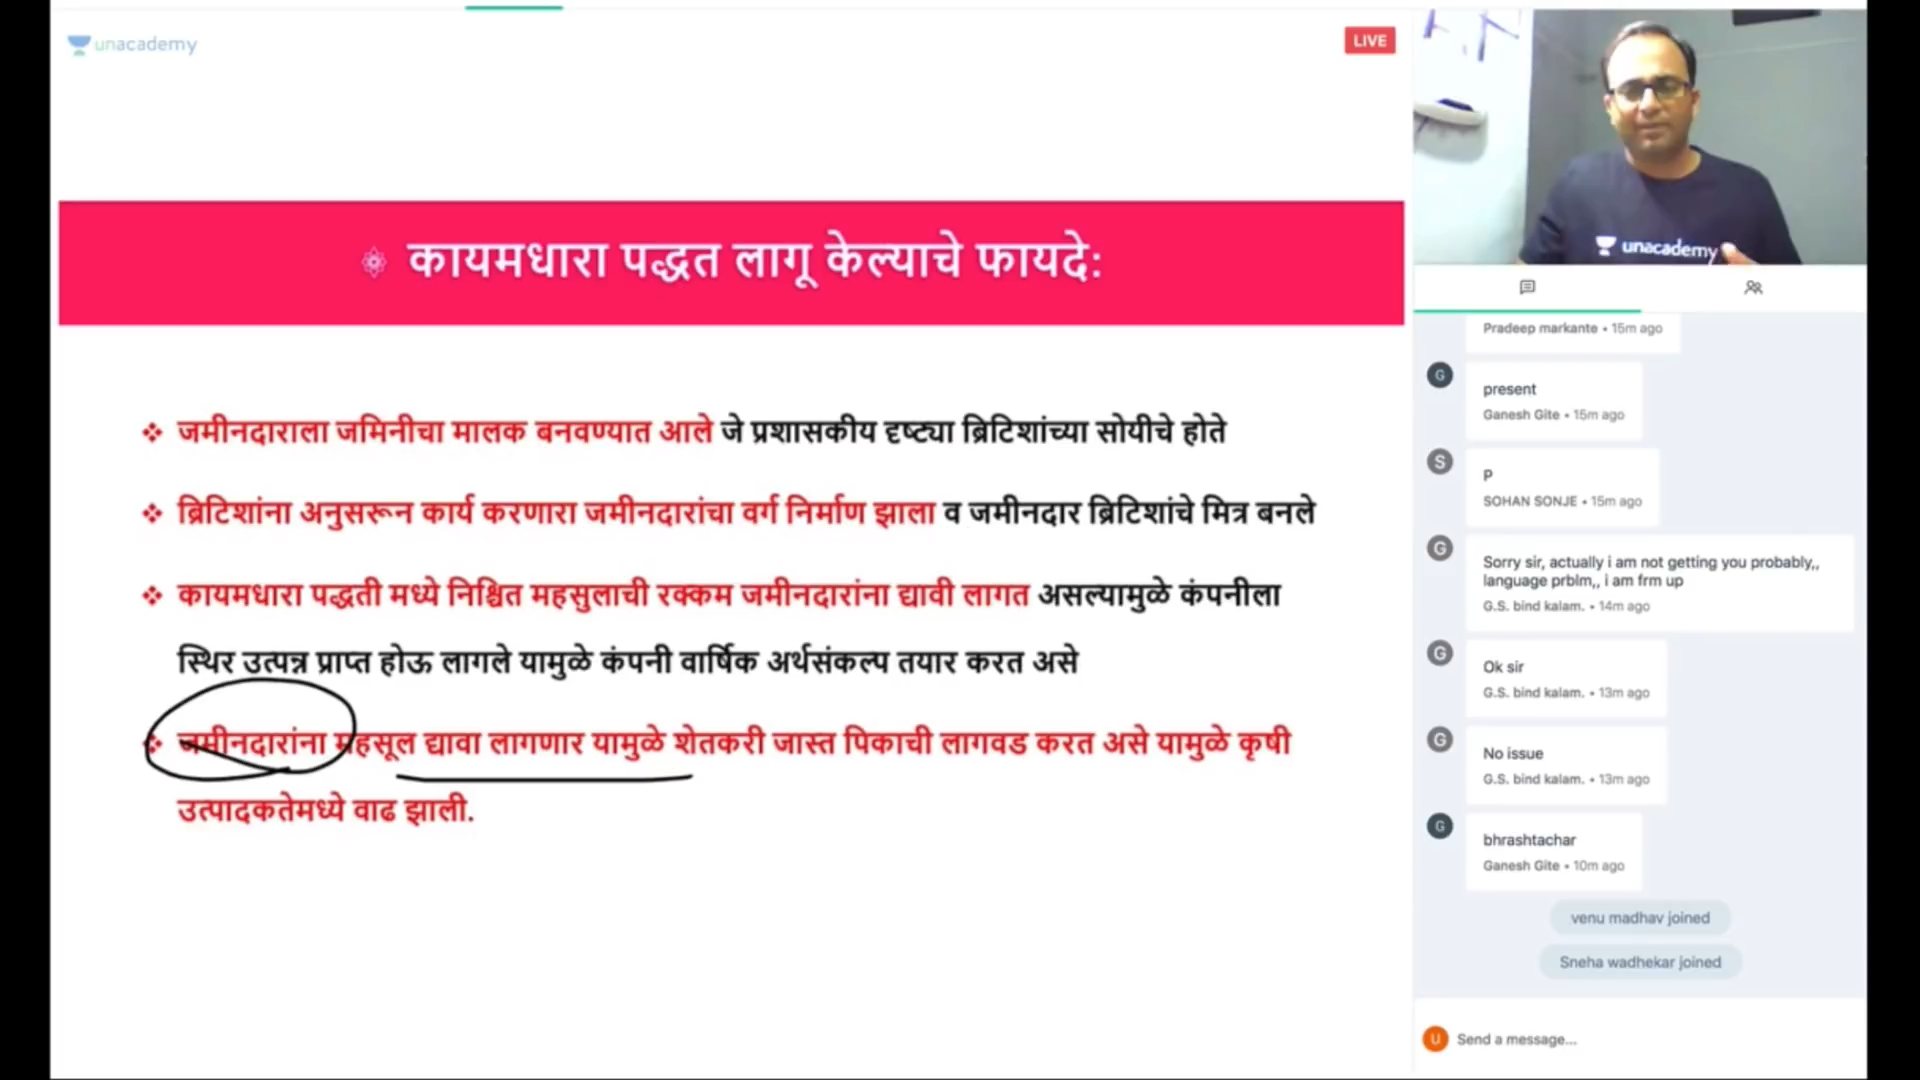 unacademy
LIVE
कायमधारा पद्धत लागू केल्याचे फायदे:
जमीनदाराला जमिनीचा मालक बनवण्यात आले जे प्रशासकीय दृष्ट्या ब्रिटिशांच्या सोयीचे होते
ब्रिटिशांना अनुसरून कार्य करणारा जमीनदारांचा वर्ग निर्माण झाला व जमीनदार ब्रिटिशांचे मित्र बनले
कायमधारा पद्धती मध्ये निश्चित महसुलाची रक्कम जमीनदारांना द्यावी लागत असल्यामुळे कंपनीला
स्थिर उत्पन्न प्राप्त होऊ लागले यामुळे कंपनी वार्षिक अर्थसंकल्प तयार करत असे
जमीनदारांना महसूल द्यावा लागणार यामुळे शेतकरी जास्त पिकाची लागवड करत असे यामुळे कृषी
उत्पादकतेमध्ये वाढ झाली.
unacademy
Pradeep markante • 15m ago
G
present
Ganesh Gite • 15m ago
S
P
SOHAN SONJE • 15m ago
G
Sorry sir, actually i am not getting you probably,,
language prblm,, i am frm up
G.S. bind kalam. • 14m ago
G
Ok sir
G.S. bind kalam. • 13m ago
G
No issue
G.S. bind kalam. • 13m ago
G
bhrashtachar
Ganesh Gite • 10m ago
venu madhav joined
Sneha wadhekar joined
U
Send a message...